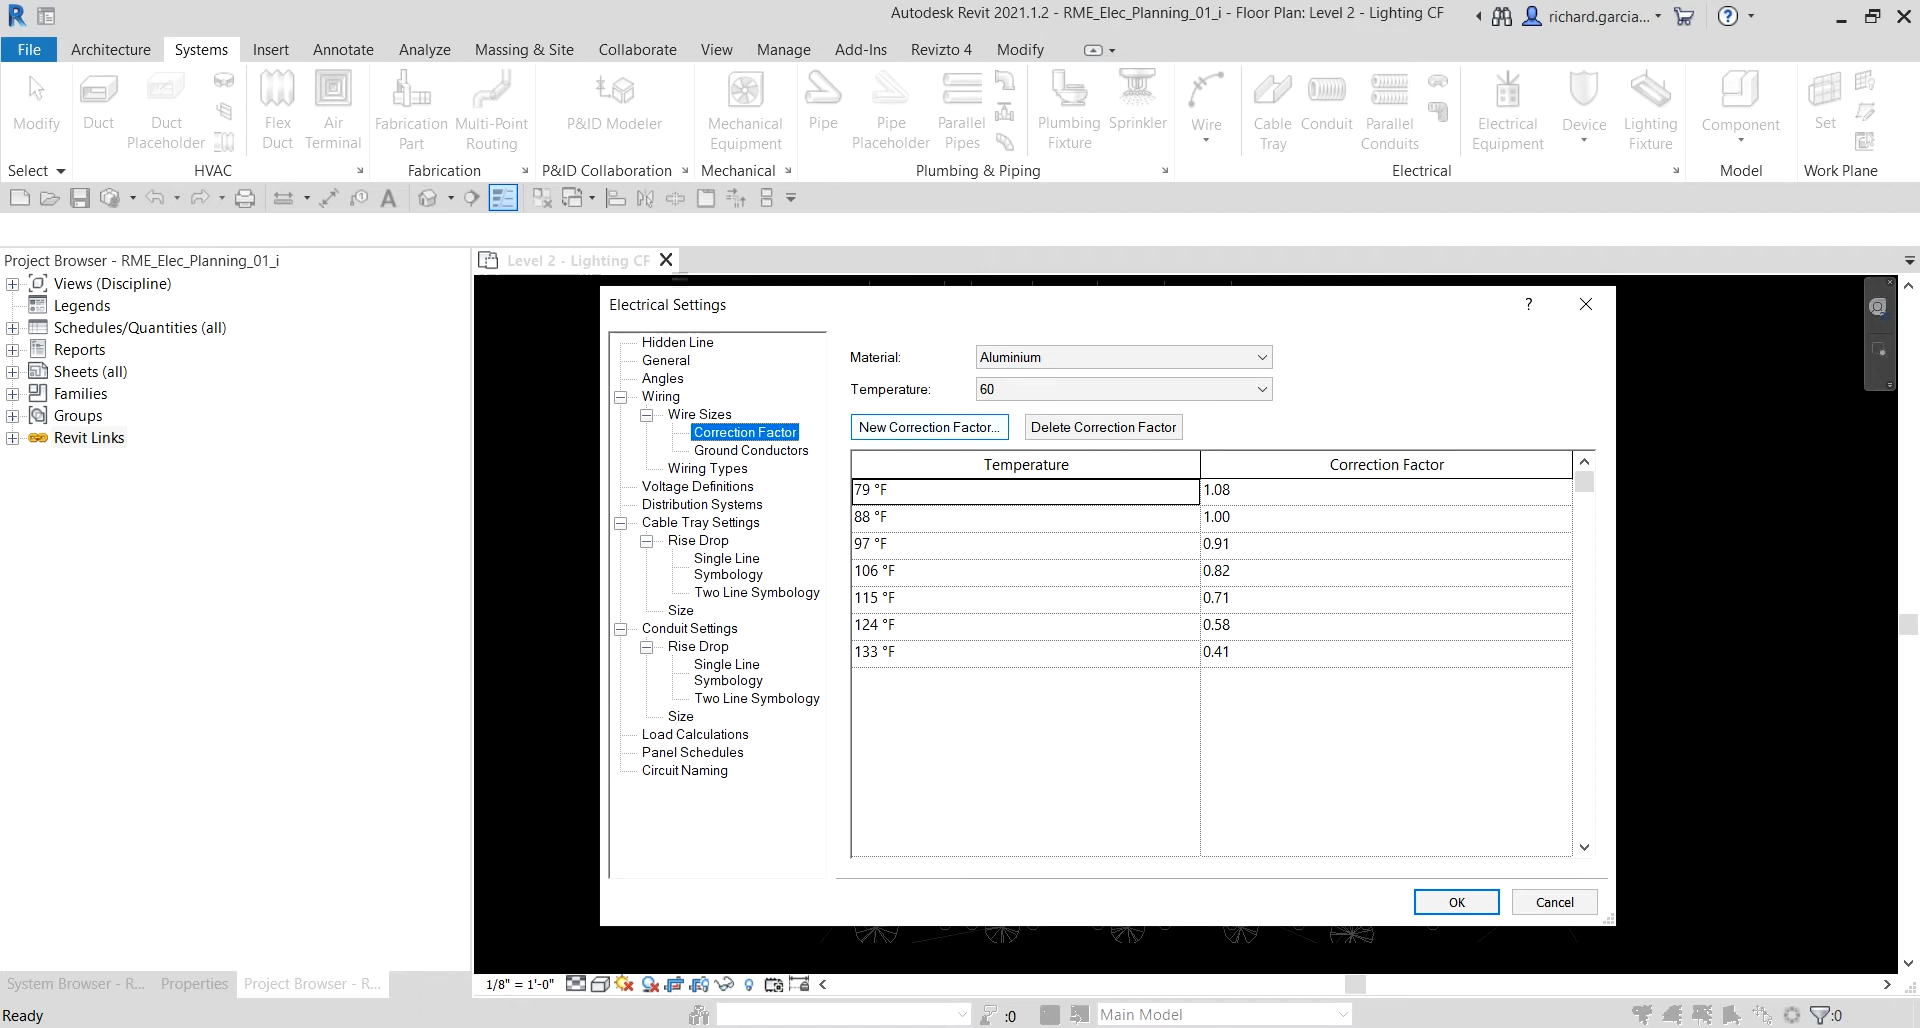 Autodesk Revit 2021.1.2 - RME_Elec_Planning_01_i - Floor Plan: Level 2 - Lighting CF
richard.garcia...
File Architecture Systems Insert Annotate Analyze Massing & Site Collaborate View Manage Add-Ins Revizto 4 Modify
Modify
Duct
Duct Placeholder
Flex Duct
Air Terminal
Fabrication Part
Multi-Point Routing
P&ID Modeler
Mechanical Equipment
Pipe
Pipe Placeholder
Parallel Pipes
Plumbing Fixture
Sprinkler
Wire
Cable Tray
Conduit
Parallel Conduits
Electrical Equipment
Device
Lighting Fixture
Component
Set
Select HVAC Fabrication P&ID Collaboration Mechanical Plumbing & Piping Electrical Model Work Plane
Project Browser - RME_Elec_Planning_01_i
Views (Discipline)
Legends
Schedules/Quantities (all)
Reports
Sheets (all)
Families
Groups
Revit Links
Level 2 - Lighting CF
Electrical Settings
?
Hidden Line
General
Angles
Wiring
Wire Sizes
Correction Factor
Ground Conductors
Wiring Types
Voltage Definitions
Distribution Systems
Cable Tray Settings
Rise Drop
Single Line
Symbology
Two Line Symbology
Size
Conduit Settings
Rise Drop
Single Line
Symbology
Two Line Symbology
Size
Load Calculations
Panel Schedules
Circuit Naming
Material: Aluminium
Temperature: 60
New Correction Factor... Delete Correction Factor
Temperature Correction Factor
79 °F 1.08
88 °F 1.00
97 °F 0.91
106 °F 0.82
115 °F 0.71
124 °F 0.58
133 °F 0.41
OK Cancel
System Browser - R... Properties Project Browser - R...
1/8" = 1'-0"
Ready
:0
Main Model
:0